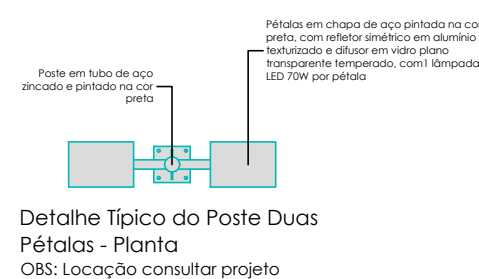 Pétalas em chapa de aço pintada na cor
preta, com refletor simétrico em alumínio
texturizado e difusor em vidro plano
transparente temperado, com1 lâmpada
LED 70W por pétala
Poste em tubo de aço
zincado e pintado na cor
preta
Detalhe Típico do Poste Duas
Pétalas - Planta
OBS: Locação consultar projeto